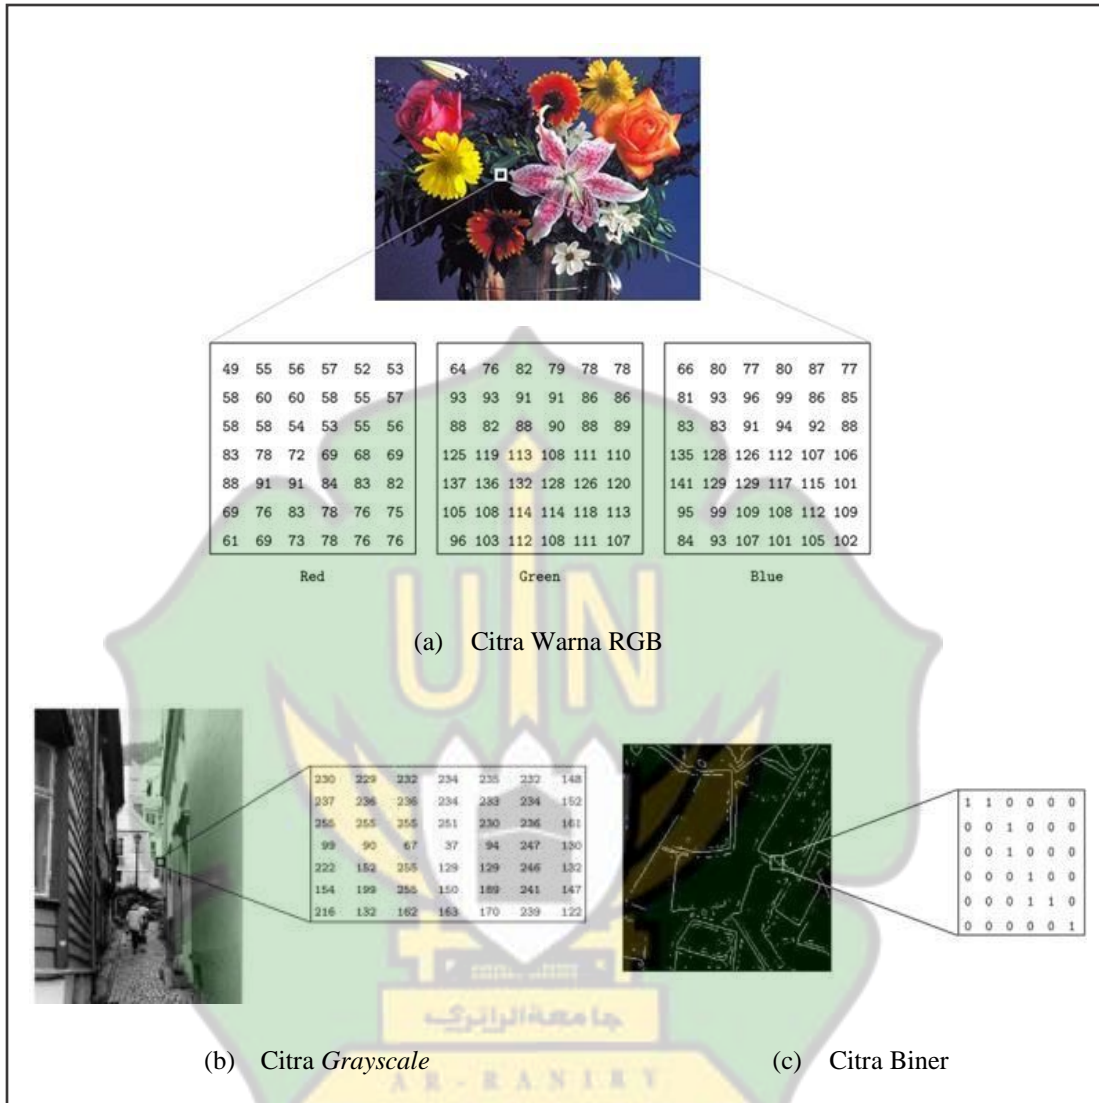 49 55 56 57 52 53
58 60 60 58 55 57
58 58 54 53 55 56
83 78 72 69 68 69
88 91 91 84 83 82
69 76 83 78 76 75
61 69 73 78 76 76
Red
64 76 82 79 78 78
93 93 91 91 86 86
88 82 88 90 88 89
125 119 113 108 111 110
137 136 132 128 126 120
105 108 114 114 118 113
96 103 112 108 111 107
Green
66 80 77 80 87 77
81 93 96 99 86 85
83 83 91 94 92 88
135 128 126 112 107 106
141 129 129 117 115 101
95 99 109 108 112 109
84 93 107 101 105 102
Blue
(a) Citra Warna RGB
UIN
230 229 232 234 235 232 148
237 236 236 234 233 234 152
255 255 255 251 230 236 161
99 90 67 37 94 247 130
222 152 255 129 129 246 132
154 199 255 150 189 241 147
216 132 162 163 170 239 122
1 1 0 0 0 0
0 0 1 0 0 0
0 0 1 0 0 0
0 0 0 1 0 0
0 0 0 1 1 0
0 0 0 0 0 1
جامعةالرانري
(b) Citra Grayscale
(c) Citra Biner
AR-RANIRY